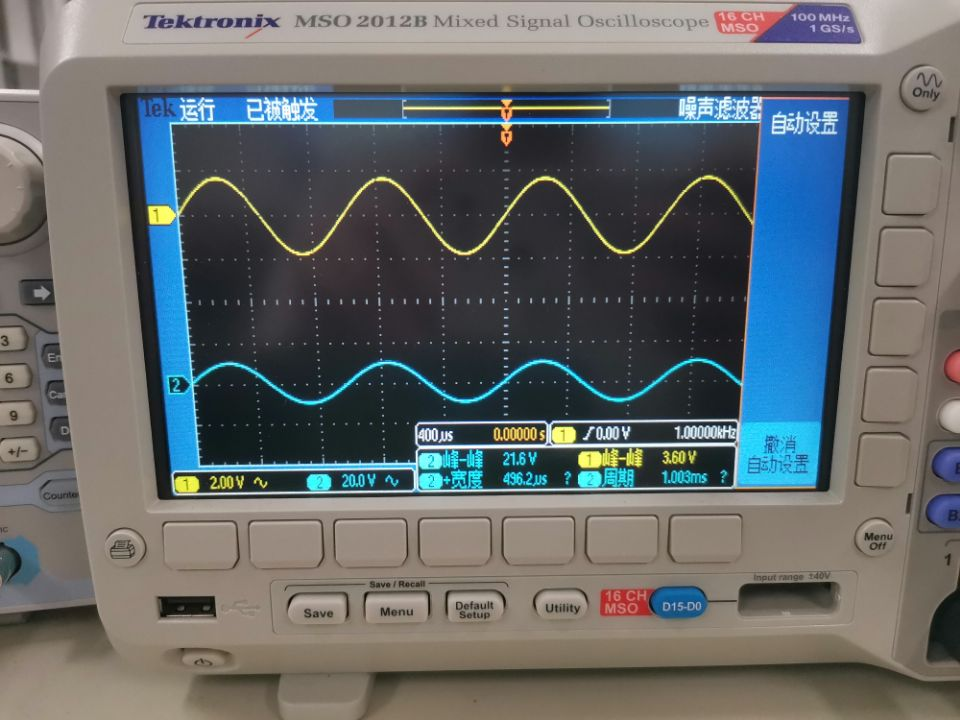 Tektronix MSO 2012B Mixed Signal Oscilloscope
16 CH MSO
100 MHz
1 GS/s
Only
Tek 运行 已被触发 噪声滤波器
自动设置
1
2
400µs 0.00000 s
1 ∫ 0.00 V 1.00000kHz
2 峰-峰 21.6 V 1 峰-峰 3.60 V
2 +宽度 496.2µs ? 2 周期 1.003ms ?
1 2.00 V 2 20.0 V
撤消
自动设置
3
6
9
+/-
Counter
Menu
Off
Save / Recall
Save
Menu
Default
Setup
Utility
16 CH
MSO
D15-D0
Input range ±40V
1